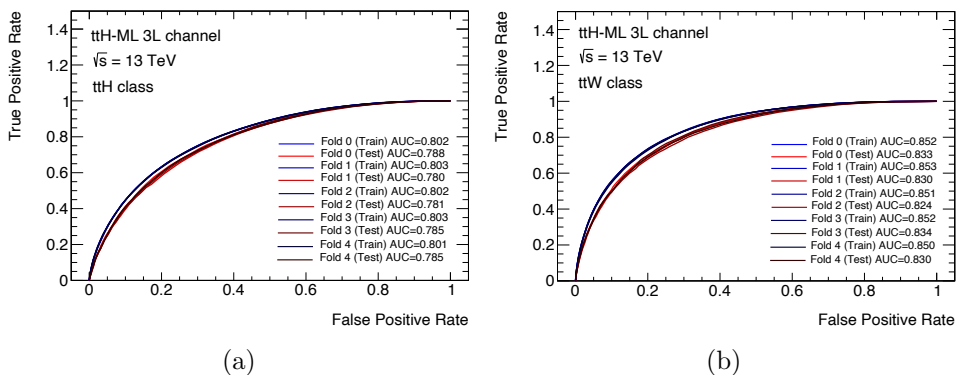 True Positive Rate
1.4
1.2
1
0.8
0.6
0.4
0.2
0
ttH-ML 3L channel
√s = 13 TeV
ttH class
Fold 0 (Train) AUC=0.802
Fold 0 (Test) AUC=0.788
Fold 1 (Train) AUC=0.803
Fold 1 (Test) AUC=0.780
Fold 2 (Train) AUC=0.802
Fold 2 (Test) AUC=0.781
Fold 3 (Train) AUC=0.803
Fold 3 (Test) AUC=0.785
Fold 4 (Train) AUC=0.801
Fold 4 (Test) AUC=0.785
0 0.2 0.4 0.6 0.8 1
False Positive Rate
(a)
True Positive Rate
1.4
1.2
1
0.8
0.6
0.4
0.2
0
ttH-ML 3L channel
√s = 13 TeV
ttW class
Fold 0 (Train) AUC=0.852
Fold 0 (Test) AUC=0.833
Fold 1 (Train) AUC=0.853
Fold 1 (Test) AUC=0.830
Fold 2 (Train) AUC=0.851
Fold 2 (Test) AUC=0.824
Fold 3 (Train) AUC=0.852
Fold 3 (Test) AUC=0.834
Fold 4 (Train) AUC=0.850
Fold 4 (Test) AUC=0.830
0 0.2 0.4 0.6 0.8 1
False Positive Rate
(b)